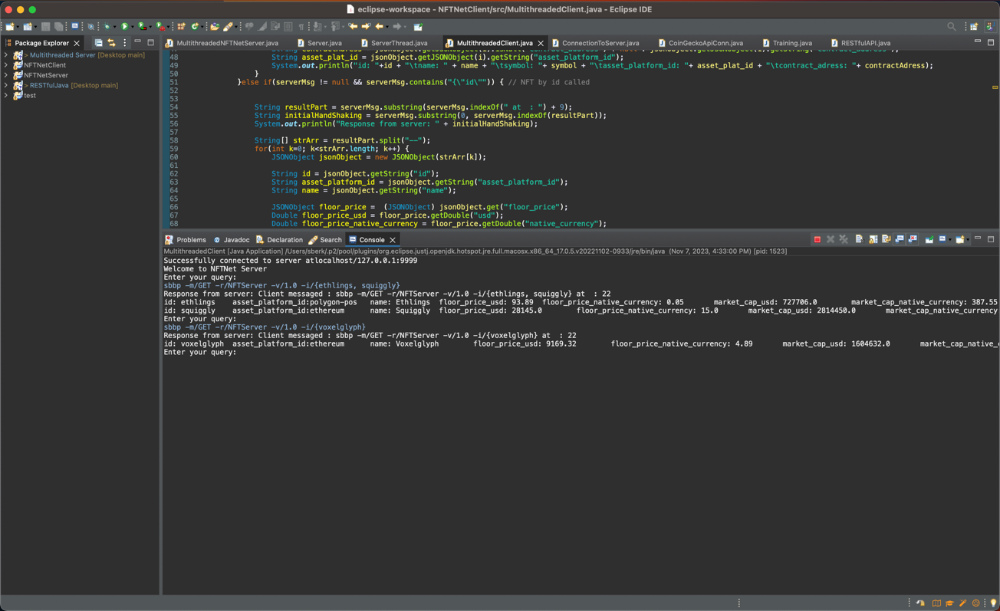 eclipse-workspace - NFTNetClient/src/MultithreadedClient.java - Eclipse IDE
Package Explorer
> Multithreaded Server [Desktop main]
NFTNetClient
NFTNetServer
> RESTfulJava [Desktop main]
test
MultithreadedNFTNetServer.java
Server.java
ServerThread.java
MultithreadedClient.java
ConnectionToServer.java
CoinGeckoApiConn.java
Training.java
RESTfulAPI.java
48 String asset_plat_id = jsonObject.getJSONObject(i).getString("asset_platform_id");
49 System.out.println("id: "+id + "\tname: " + name + "\tsymbol: "+ symbol + "\tasset_platform_id: "+ asset_plat_id + "\tcontract_adress: "+ contractAdress);
50 }
51 }else if(serverMsg != null && serverMsg.contains("{\"id\"")) { // NFT by id called
52
53
54 String resultPart = serverMsg.substring(serverMsg.indexOf(" at  : ") + 9);
55 String initialHandShaking = serverMsg.substring(0, serverMsg.indexOf(resultPart));
56 System.out.println("Response from server: " + initialHandShaking);
57
58 String[] strArr = resultPart.split("--");
59 for(int k=0; k<strArr.length; k++) {
60 JSONObject jsonObject = new JSONObject(strArr[k]);
61
62 String id = jsonObject.getString("id");
63 String asset_platform_id = jsonObject.getString("asset_platform_id");
64 String name = jsonObject.getString("name");
65
66 JSONObject floor_price =  (JSONObject) jsonObject.get("floor_price");
67 Double floor_price_usd = floor_price.getDouble("usd");
68 Double floor_price_native_currency = floor_price.getDouble("native_currency");
Problems
Javadoc
Declaration
Search
Console
MultithreadedClient [Java Application] /Users/sberk/.p2/pool/plugins/org.eclipse.justj.openjdk.hotspot.jre.full.macosx.x86_64_17.0.5.v20221102-0933/jre/bin/java (Nov 7, 2023, 4:33:00 PM) [pid: 1523]
Successfully connected to server atlocalhost/127.0.0.1:9999
Welcome to NFTNet Server
Enter your query:
sbbp -m/GET -r/NFTServer -v/1.0 -i/{ethlings, squiggly}
Response from server: Client messaged : sbbp -m/GET -r/NFTServer -v/1.0 -i/{ethlings, squiggly} at  : 22
id: ethlings asset_platform_id:polygon-pos name: Ethlings floor_price_usd: 93.89 floor_price_native_currency: 0.05 market_cap_usd: 727706.0 market_cap_native_currency: 387.55
id: squiggly asset_platform_id:ethereum name: Squiggly floor_price_usd: 28145.0 floor_price_native_currency: 15.0 market_cap_usd: 2814450.0 market_cap_native_currency
Enter your query:
sbbp -m/GET -r/NFTServer -v/1.0 -i/{voxelglyph}
Response from server: Client messaged : sbbp -m/GET -r/NFTServer -v/1.0 -i/{voxelglyph} at  : 22
id: voxelglyph asset_platform_id:ethereum name: Voxelglyph floor_price_usd: 9169.32 floor_price_native_currency: 4.89 market_cap_usd: 1604632.0 market_cap_native_c
Enter your query: